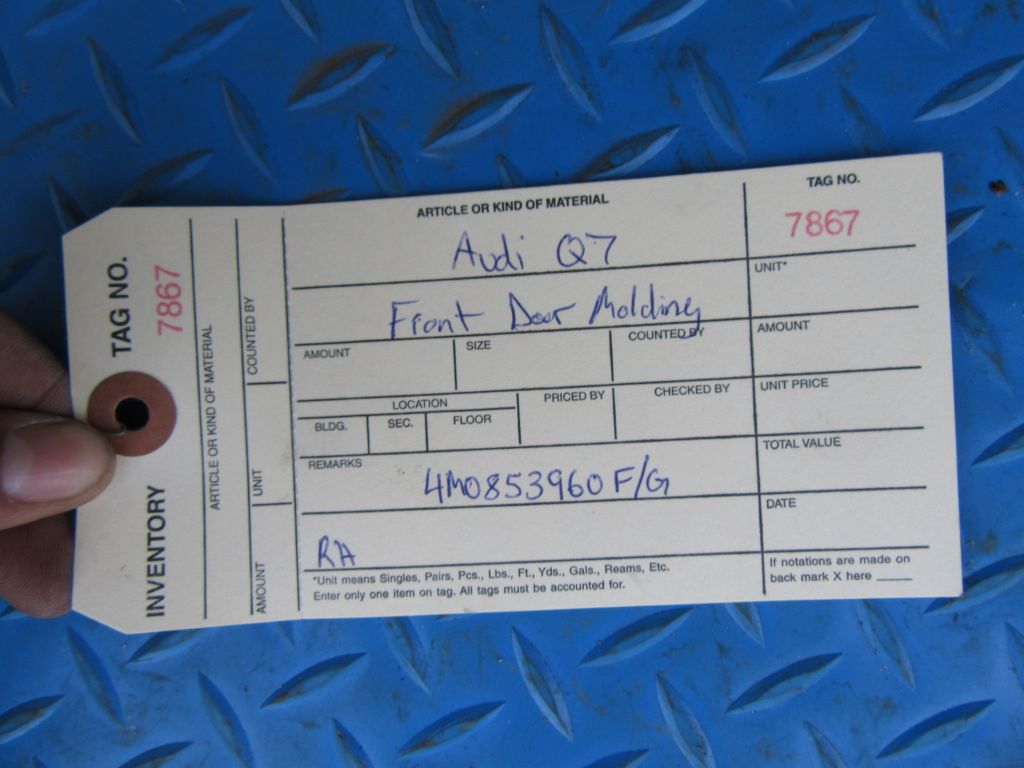 ARTICLE OR KIND OF MATERIAL
TAG NO.
Audi Q7
7867
Front Door Molding
UNIT*
AMOUNT
SIZE
COUNTED BY
AMOUNT
LOCATION
PRICED BY
CHECKED BY
UNIT PRICE
BLDG.
SEC.
FLOOR
REMARKS
TOTAL VALUE
4M0853960 F/G
DATE
RA
*Unit means Singles, Pairs, Pcs., Lbs., Ft., Yds., Gals., Reams, Etc.
Enter only one item on tag. All tags must be accounted for.
If notations are made on
back mark X here _____
INVENTORY TAG NO.
7867
ARTICLE OR KIND OF MATERIAL
AMOUNT
UNIT
COUNTED BY